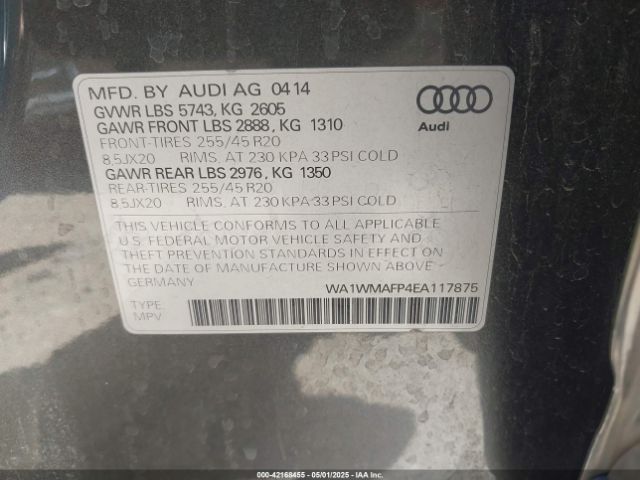 MFD. BY AUDI AG 04 14
GVWR LBS 5743, KG 2605
GAWR FRONT LBS 2888, KG 1310
FRONT-TIRES 255/45 R20
8,5JX20 RIMS, AT 230 KPA 33 PSI COLD
GAWR REAR LBS 2976, KG 1350
REAR-TIRES 255/45 R20
8,5JX20 RIMS, AT 230 KPA 33 PSI COLD
Audi
THIS VEHICLE CONFORMS TO ALL APPLICABLE
U.S. FEDERAL MOTOR VEHICLE SAFETY AND
THEFT PREVENTION STANDARDS IN EFFECT ON
THE DATE OF MANUFACTURE SHOWN ABOVE
GERMANY
WA1WMAFP4EA117875
TYPE:
MPV
000-42168455 - 05/01/2025 - IAA Inc.